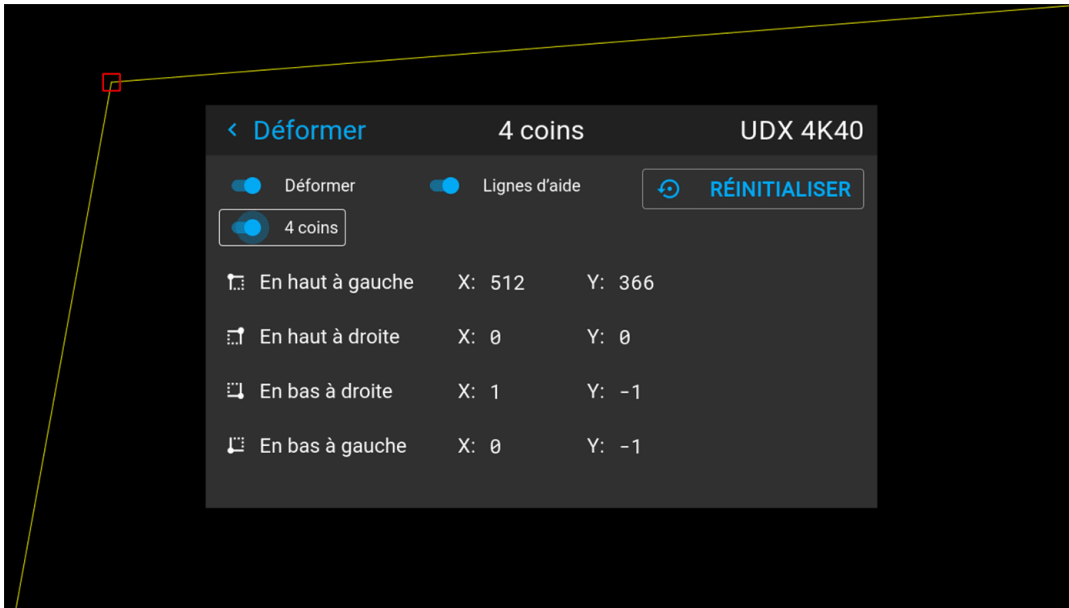 Déformer 4 coins UDX 4K40
Déformer Lignes d'aide RÉINITIALISER
4 coins
En haut à gauche X: 512 Y: 366
En haut à droite X: 0 Y: 0
En bas à droite X: 1 Y: -1
En bas à gauche X: 0 Y: -1